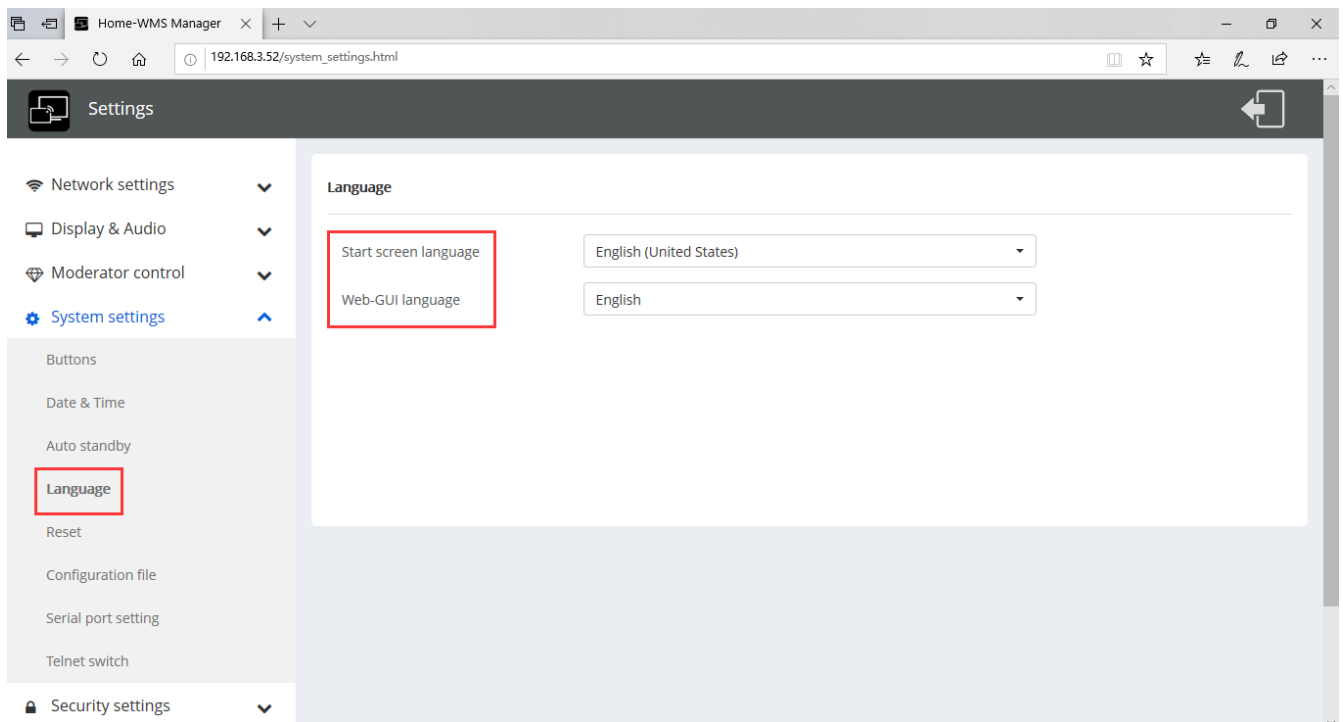 Home-WMS Manager
192.168.3.52/system_settings.html
Settings
Network settings
Display & Audio
Moderator control
System settings
Buttons
Date & Time
Auto standby
Language
Reset
Configuration file
Serial port setting
Telnet switch
Security settings
Language
Start screen language
English (United States)
Web-GUI language
English